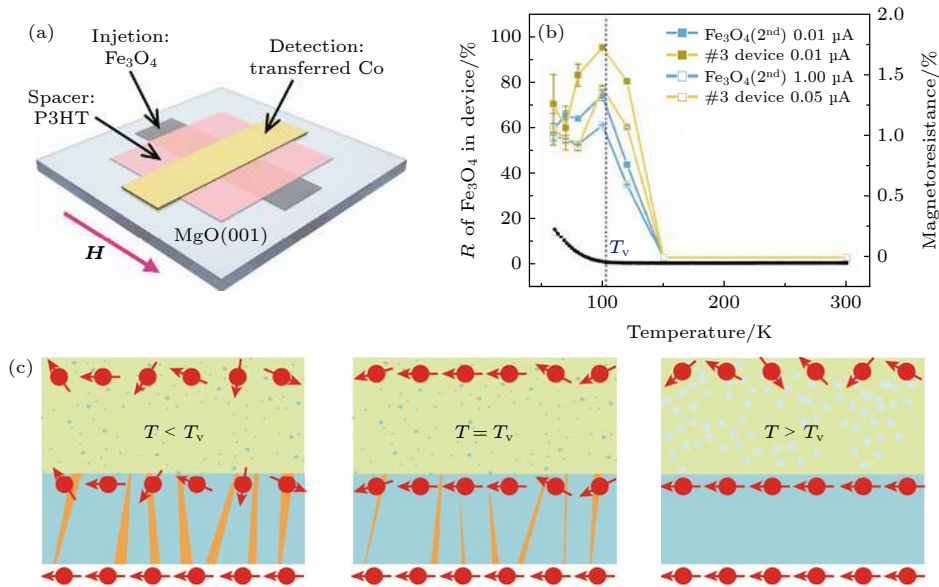 (a)
Injetion:
Fe₃O₄
Detection:
transferred Co
Spacer:
P3HT
MgO(001)
H
(b)
R of Fe₃O₄ in device/%
100
80
60
40
20
0
Fe₃O₄(2ⁿᵈ) 0.01 µA
#3 device 0.01 µA
Fe₃O₄(2ⁿᵈ) 1.00 µA
#3 device 0.05 µA
Tᵥ
2.0
1.5
1.0
0.5
0
Magnetoresistance/%
100
200
300
Temperature/K
(c)
T < Tᵥ
T = Tᵥ
T > Tᵥ